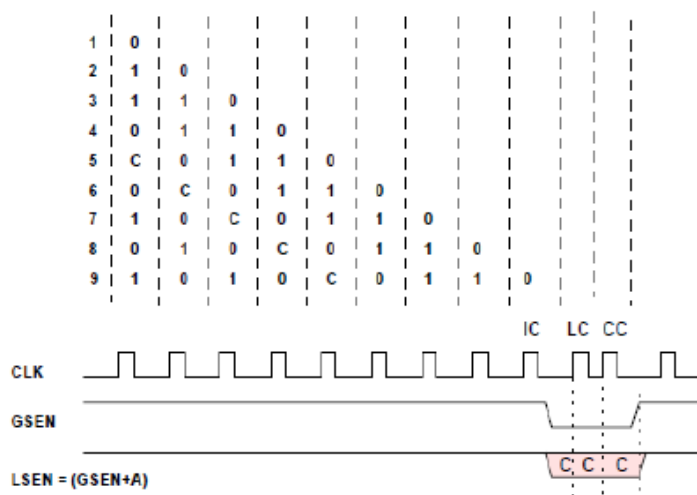 1 0
2 1 0
3 1 1 0
4 0 1 1 0
5 C 0 1 1 0
6 0 C 0 1 1 0
7 1 0 C 0 1 1 0
8 0 1 0 C 0 1 1 0
9 1 0 1 0 C 0 1 1 0
IC LC CC
CLK
GSEN
C C C
LSEN = (GSEN+A)